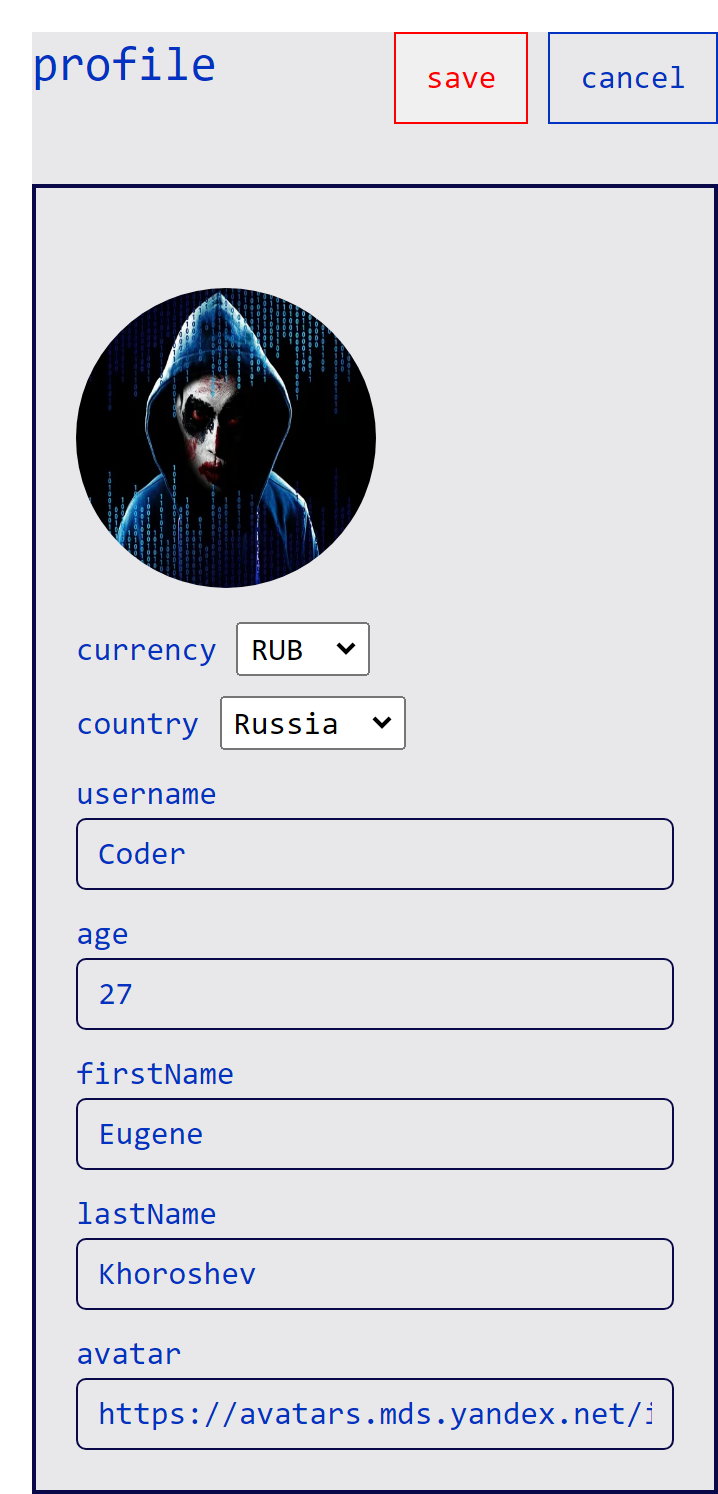 profile save cancel
currency RUB
country Russia
username
Coder
age
27
firstName
Eugene
lastName
Khoroshev
avatar
https://avatars.mds.yandex.net/i